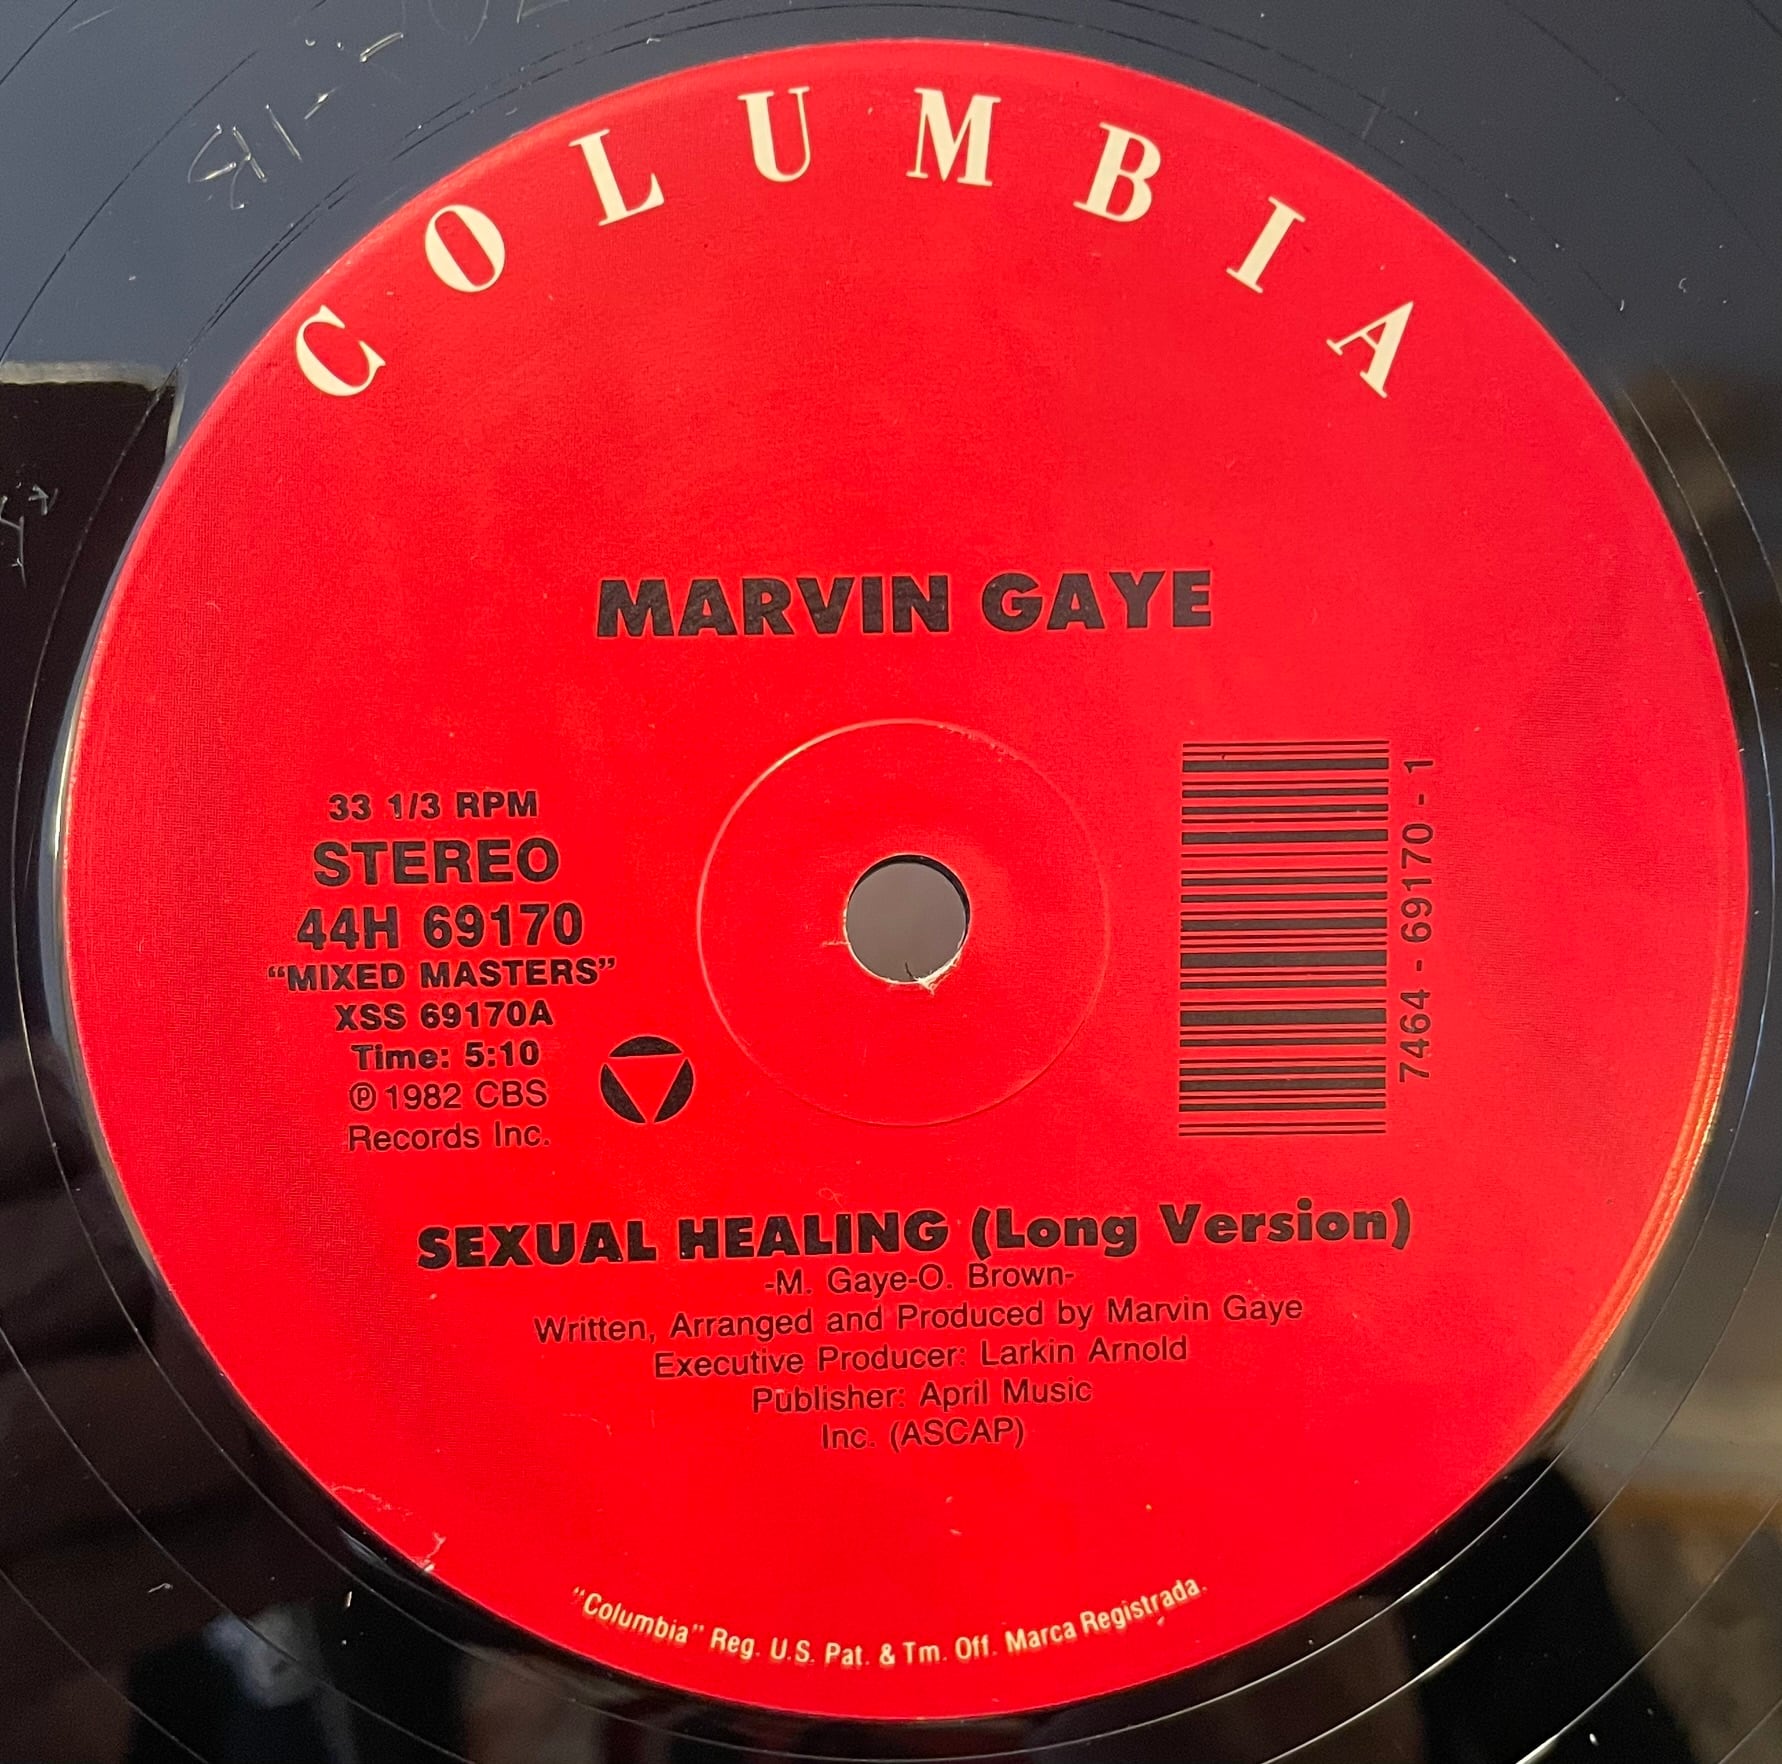 COLUMBIA
MARVIN GAYE
33 1/3 RPM
STEREO
44H 69170
“MIXED MASTERS”
XSS 69170A
Time: 5:10
℗ 1982 CBS
Records Inc.
7464 - 69170 - 1
SEXUAL HEALING (Long Version)
-M. Gaye-O. Brown-
Written, Arranged and Produced by Marvin Gaye
Executive Producer: Larkin Arnold
Publisher: April Music
Inc. (ASCAP)
“Columbia” Reg. U.S. Pat. & Tm. Off. Marca Registrada.